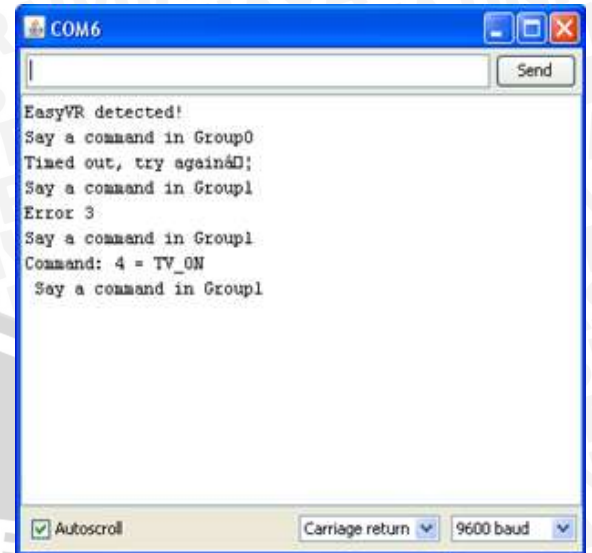 COM6
Send
EasyVR detected!
Say a command in Group0
Timed out, try againá¦
Say a command in Group1
Error 3
Say a command in Group1
Command: 4 = TV_ON
Say a command in Group1
Autoscroll
Carriage return
9600 baud